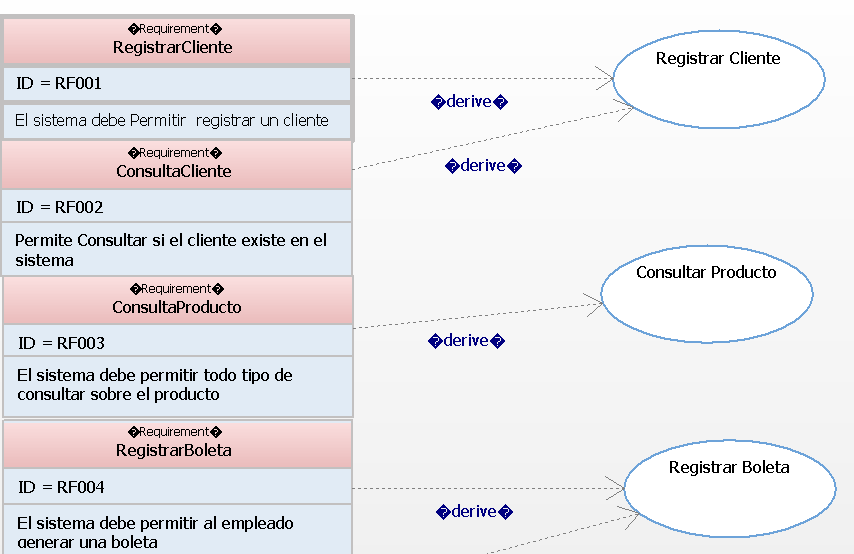 �Requirement�
RegistrarCliente
ID = RF001
El sistema debe Permitir registrar un cliente
�derive�
Registrar Cliente
�Requirement�
ConsultaCliente
ID = RF002
Permite Consultar si el cliente existe en el
sistema
�derive�
�Requirement�
ConsultaProducto
ID = RF003
El sistema debe permitir todo tipo de
consultar sobre el producto
�derive�
Consultar Producto
�Requirement�
RegistrarBoleta
ID = RF004
El sistema debe permitir al empleado
generar una boleta
�derive�
Registrar Boleta